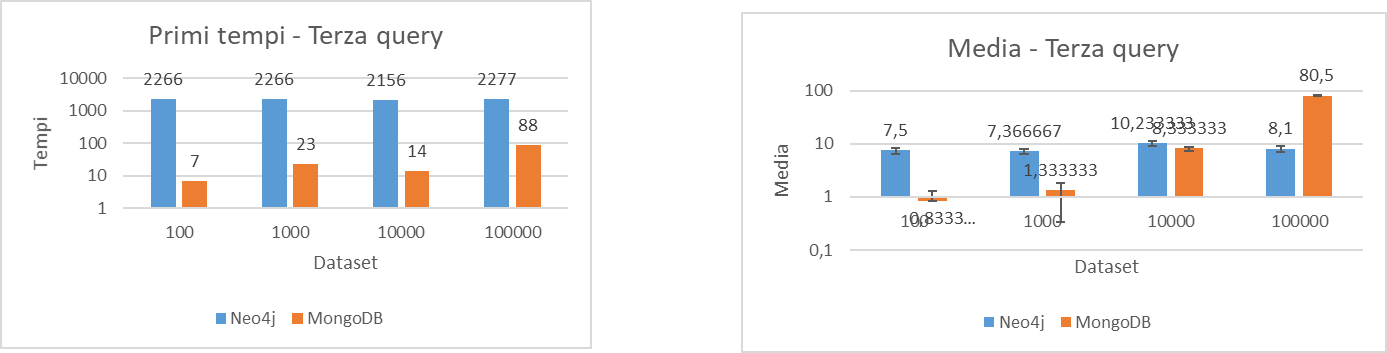 Primi tempi - Terza query
Tempi
10000
1000
100
10
1
2266 2266 2156 2277
7 23 14 88
100 1000 10000 100000
Dataset
Neo4j MongoDB
Media - Terza query
Media
100
10
1
0,1
7,5 7,366667 10,233333 8,1
0,8333... 1,333333 8,333333 80,5
100 1000 10000 100000
Dataset
Neo4j MongoDB